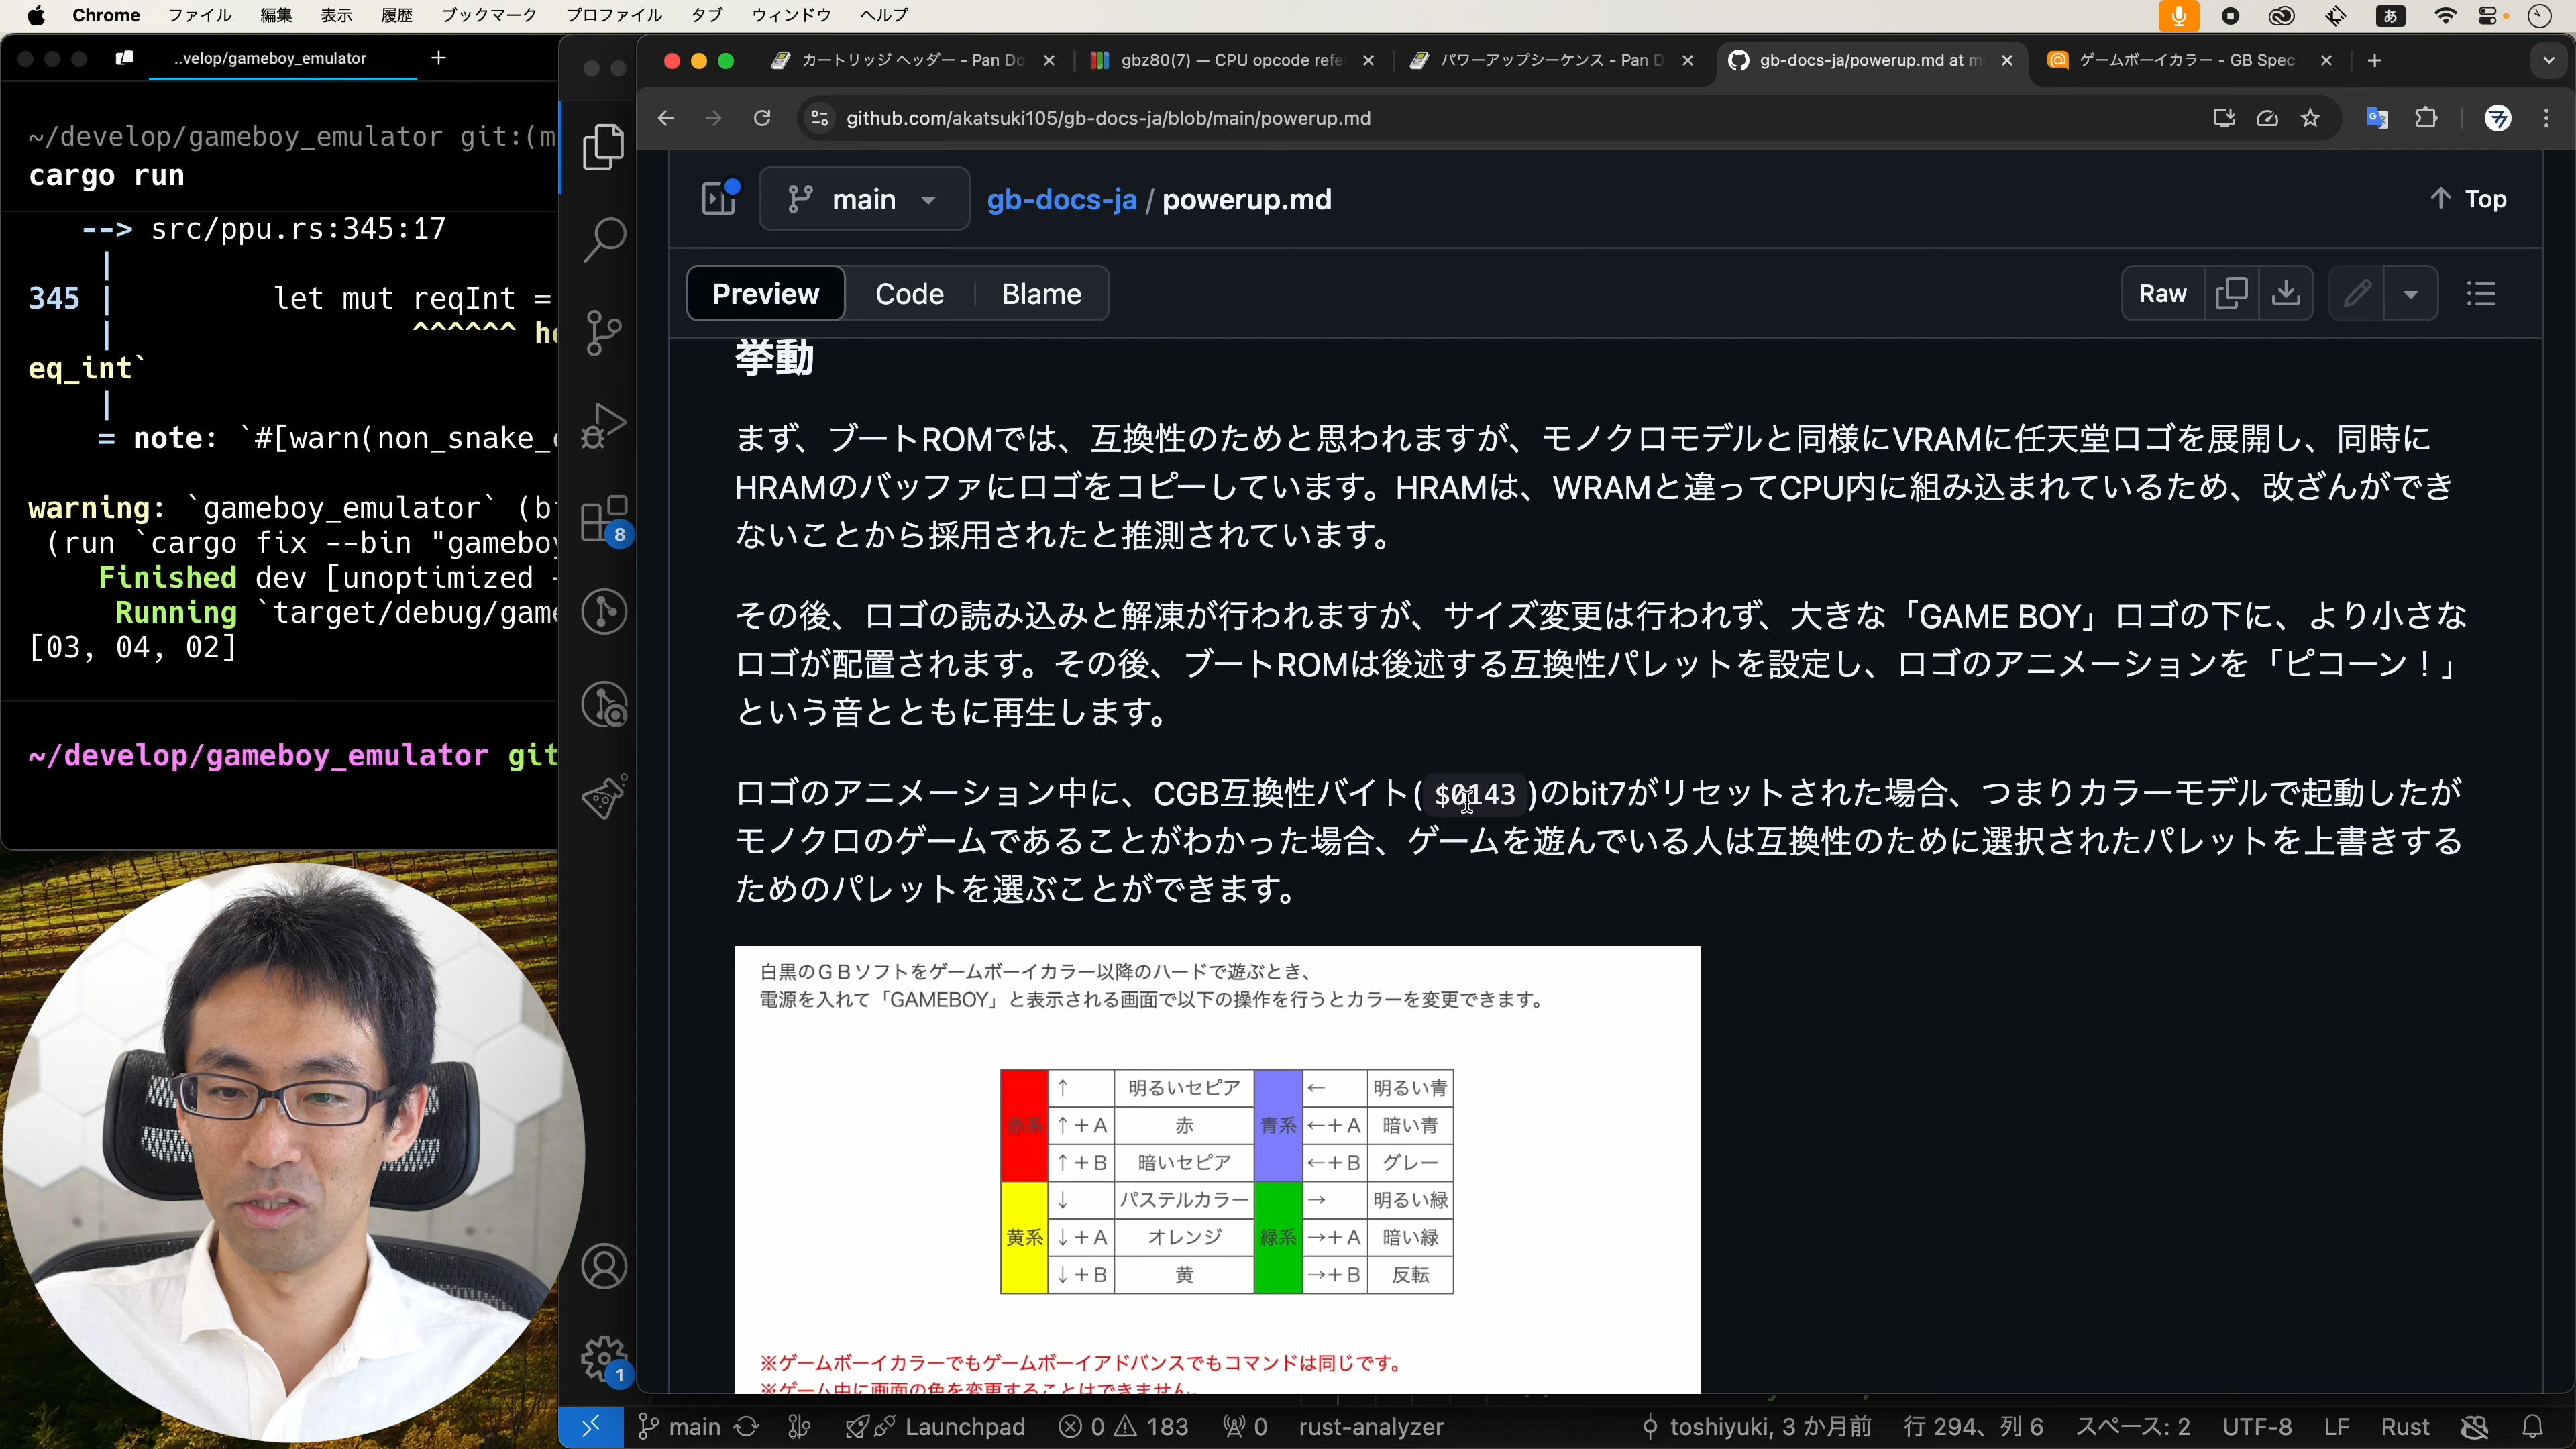 Chrome ファイル 編集 表示 履歴 ブックマーク プロファイル タブ ウィンドウ ヘルプ あ
..velop/gameboy_emulator +
~/develop/gameboy_emulator git:(m
cargo run
--> src/ppu.rs:345:17
|
345 | let mut reqInt =
| ^^^^^^ he
eq_int`
|
= note: `#[warn(non_snake_c
warning: `gameboy_emulator` (bi
(run `cargo fix --bin "gameboy
Finished dev [unoptimized
Running `target/debug/game
[03, 04, 02]
~/develop/gameboy_emulator git
8
1
カートリッジ ヘッダー - Pan Do
gbz80(7) — CPU opcode refe
パワーアップシーケンス - Pan D
gb-docs-ja/powerup.md at m
ゲームボーイカラー - GB Spec
github.com/akatsuki105/gb-docs-ja/blob/main/powerup.md
main gb-docs-ja / powerup.md
Top
Preview Code Blame Raw
挙動
まず、ブートROMでは、互換性のためと思われますが、モノクロモデルと同様にVRAMに任天堂ロゴを展開し、同時に
HRAMのバッファにロゴをコピーしています。HRAMは、WRAMと違ってCPU内に組み込まれているため、改ざんができ
ないことから採用されたと推測されています。
その後、ロゴの読み込みと解凍が行われますが、サイズ変更は行われず、大きな「GAME BOY」ロゴの下に、より小さな
ロゴが配置されます。その後、ブートROMは後述する互換性パレットを設定し、ロゴのアニメーションを「ピコーン！」
という音とともに再生します。
ロゴのアニメーション中に、CGB互換性バイト( $0143 )のbit7がリセットされた場合、つまりカラーモデルで起動したが
モノクロのゲームであることがわかった場合、ゲームを遊んでいる人は互換性のために選択されたパレットを上書きする
ためのパレットを選ぶことができます。
白黒のＧＢソフトをゲームボーイカラー以降のハードで遊ぶとき、
電源を入れて「GAMEBOY」と表示される画面で以下の操作を行うとカラーを変更できます。
赤系 ↑ 明るいセピア 青系 ← 明るい青
↑＋A 赤 ←＋A 暗い青
↑＋B 暗いセピア ←＋B グレー
黄系 ↓ パステルカラー 緑系 → 明るい緑
↓＋A オレンジ →＋A 暗い緑
↓＋B 黄 →＋B 反転
※ゲームボーイカラーでもゲームボーイアドバンスでもコマンドは同じです。
※ゲーム中に画面の色を変更することはできません。
main Launchpad 0 183 0 rust-analyzer toshiyuki, 3 か月前 行 294、列 6 スペース: 2 UTF-8 LF Rust